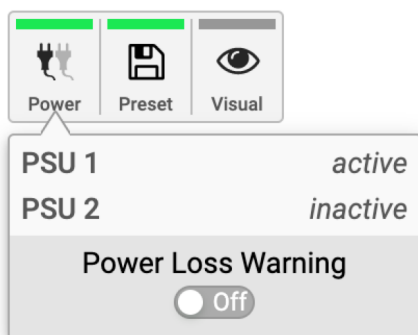 Power Preset Visual
PSU 1 active
PSU 2 inactive
Power Loss Warning
Off